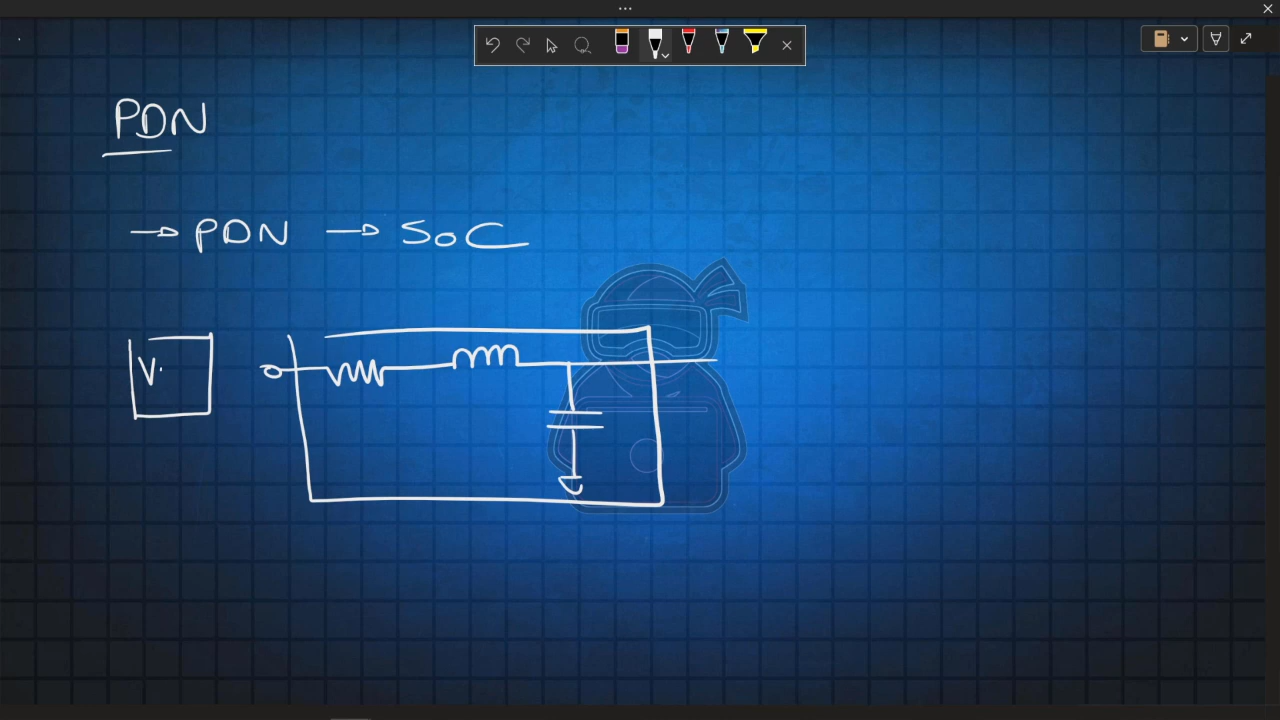 PDN
→ PDN → SoC
V.